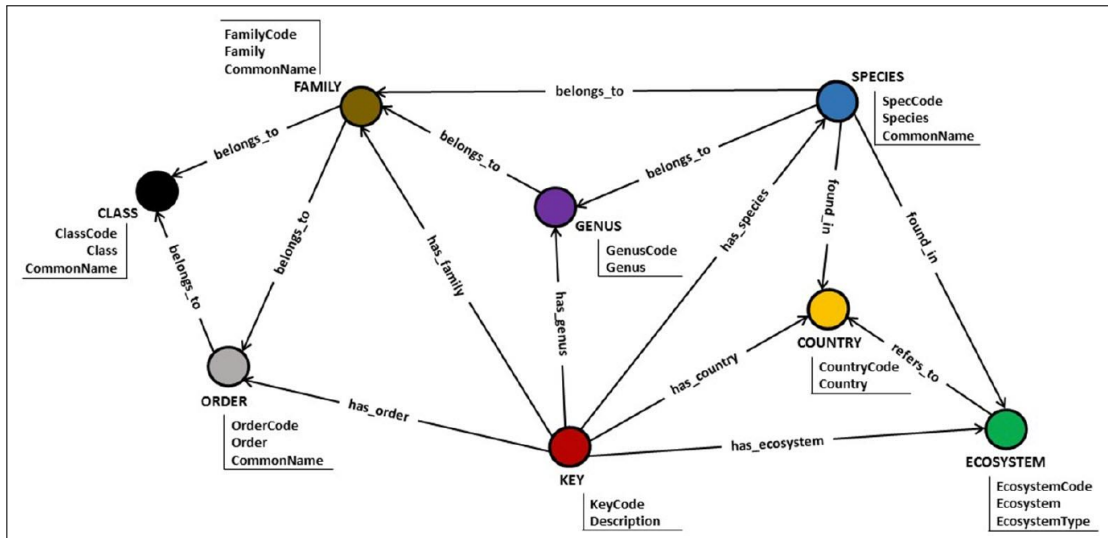 FamilyCode
Family
CommonName
FAMILY
SPECIES
SpecCode
Species
CommonName
belongs_to
belongs_to
belongs_to
belongs_to
CLASS
ClassCode
Class
CommonName
GENUS
GenusCode
Genus
belongs_to
belongs_to
has_family
has_genus
has_species
found_in
found_in
COUNTRY
CountryCode
Country
refers_to
has_country
ORDER
OrderCode
Order
CommonName
has_order
KEY
KeyCode
Description
has_ecosystem
ECOSYSTEM
EcosystemCode
Ecosystem
EcosystemType